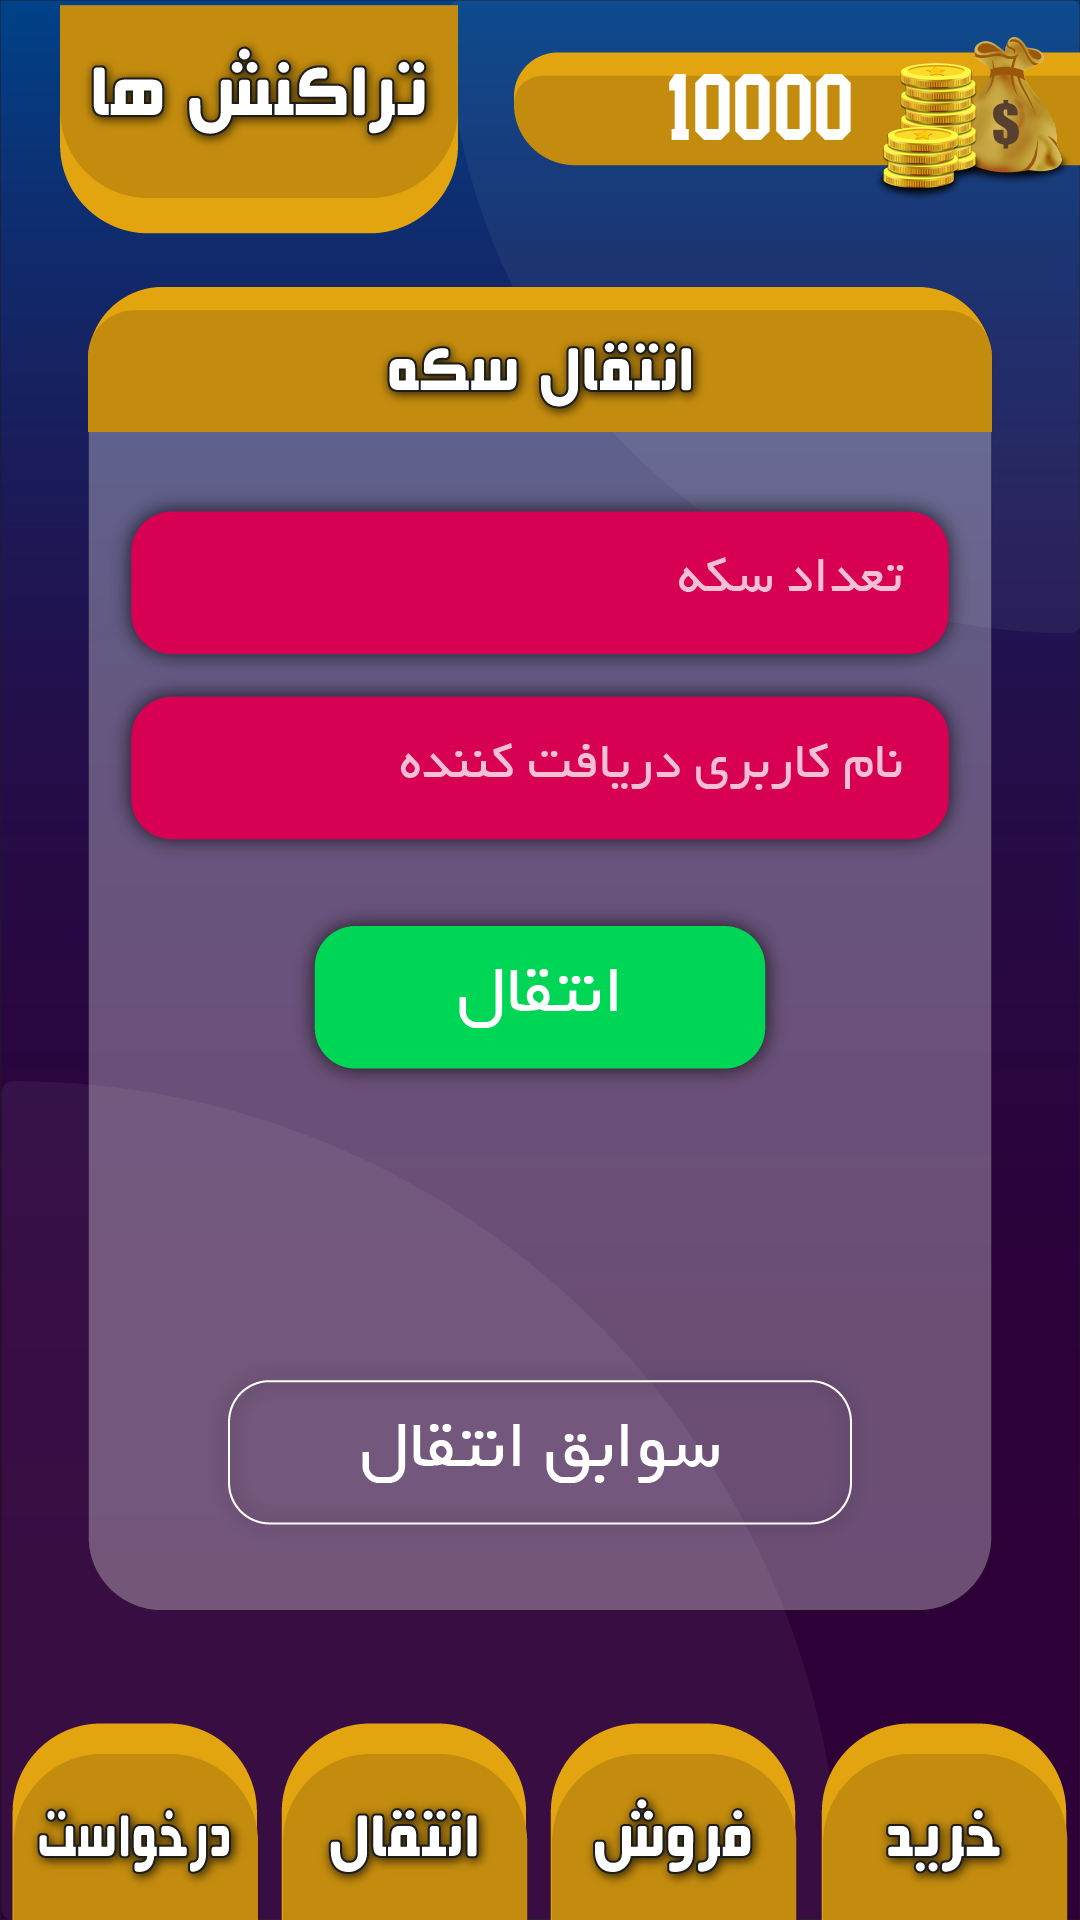 تراکنش ها
10000
$
انتقال سکه
تعداد سکه
نام کاربری دریافت کننده
انتقال
سوابق انتقال
خرید
فروش
انتقال
درخواست